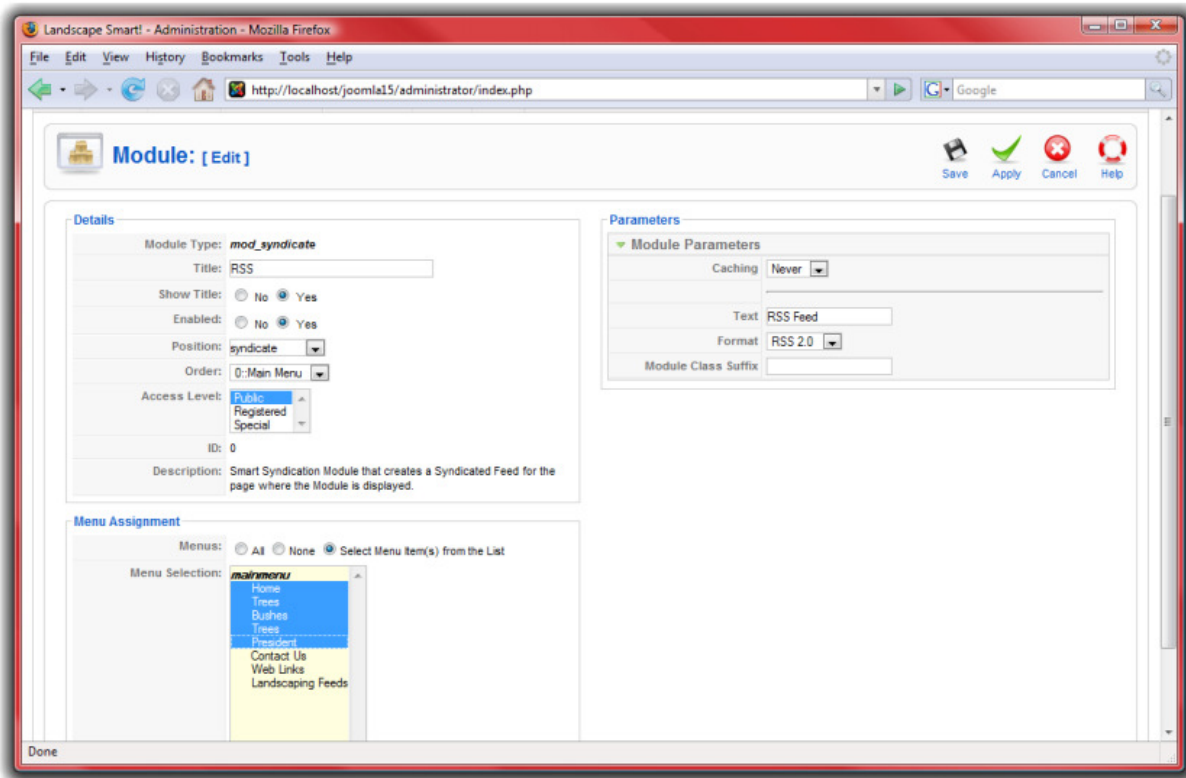 Landscape Smart! - Administration - Mozilla Firefox
File Edit View History Bookmarks Tools Help
http://localhost/joomla15/administrator/index.php
G Google
Module: [ Edit ]
Save Apply Cancel Help
Details
Module Type: mod_syndicate
Title: RSS
Show Title: No Yes
Enabled: No Yes
Position: syndicate
Order: 0::Main Menu
Access Level: Public
Registered
Special
ID: 0
Description: Smart Syndication Module that creates a Syndicated Feed for the
page where the Module is displayed.
Parameters
Module Parameters
Caching Never
Text RSS Feed
Format RSS 2.0
Module Class Suffix
Menu Assignment
Menus: All None Select Menu Item(s) from the List
Menu Selection: mainmenu
Home
Trees
Bushes
Trees
President
Contact Us
Web Links
Landscaping Feeds
Done